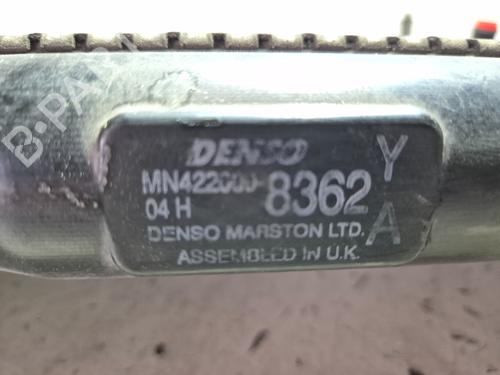 B-PARTS
DENSO
MN422000-8362 Y
04 H
DENSO MARSTON LTD. A
ASSEMBLED IN U.K.